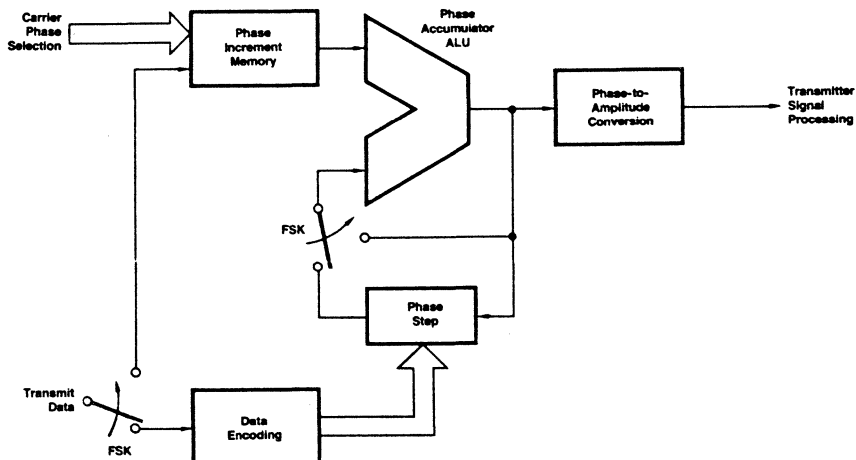 Carrier
Phase
Selection
Phase
Increment
Memory
Phase
Accumulator
ALU
Phase-to-
Amplitude
Conversion
Transmitter
Signal
Processing
FSK
Phase
Step
Transmit
Data
FSK
Data
Encoding